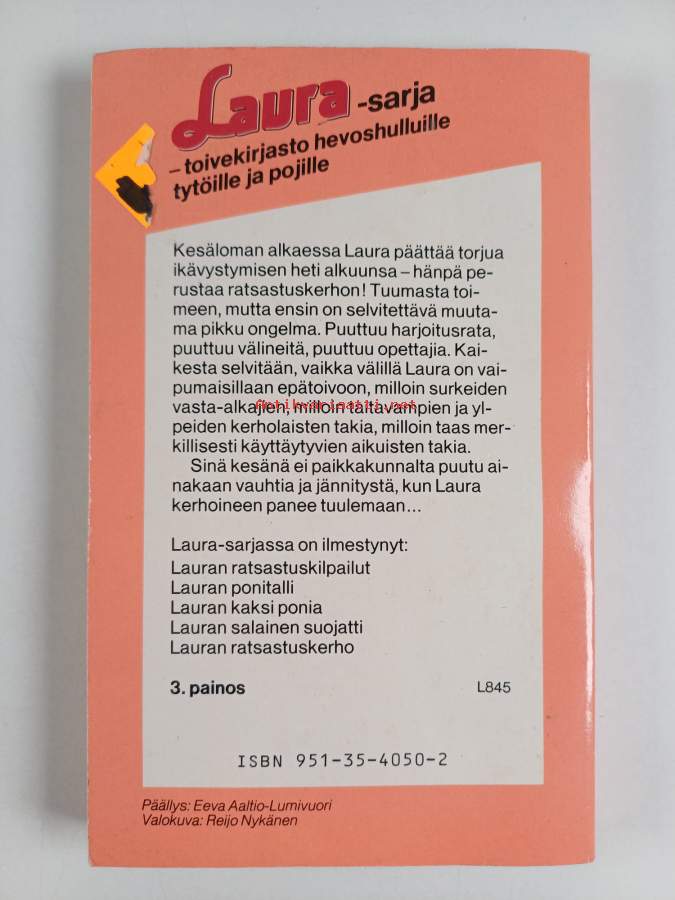 Laura -sarja
– toivekirjasto hevoshulluille
tytöille ja pojille
Kesäloman alkaessa Laura päättää torjua
ikävystymisen heti alkuunsa – hänpä pe-
rustaa ratsastuskerhon! Tuumasta toi-
meen, mutta ensin on selvitettävä muuta-
ma pikku ongelma. Puuttuu harjoitusrata,
puuttuu välineitä, puuttuu opettajia. Kai-
kesta selvitään, vaikka välillä Laura on vai-
pumaisillaan epätoivoon, milloin surkeiden
vasta-alkajien, milloin taitavampien ja yl-
peiden kerholaisten takia, milloin taas mer-
killisesti käyttäytyvien aikuisten takia.
Sinä kesänä ei paikkakunnalta puutu ai-
nakaan vauhtia ja jännitystä, kun Laura
kerhoineen panee tuulemaan...
Laura-sarjassa on ilmestynyt:
Lauran ratsastuskilpailut
Lauran ponitalli
Lauran kaksi ponia
Lauran salainen suojatti
Lauran ratsastuskerho
3. painos L845
ISBN 951-35-4050-2
Päällys: Eeva Aaltio-Lumivuori
Valokuva: Reijo Nykänen
Antikvariaatti.net